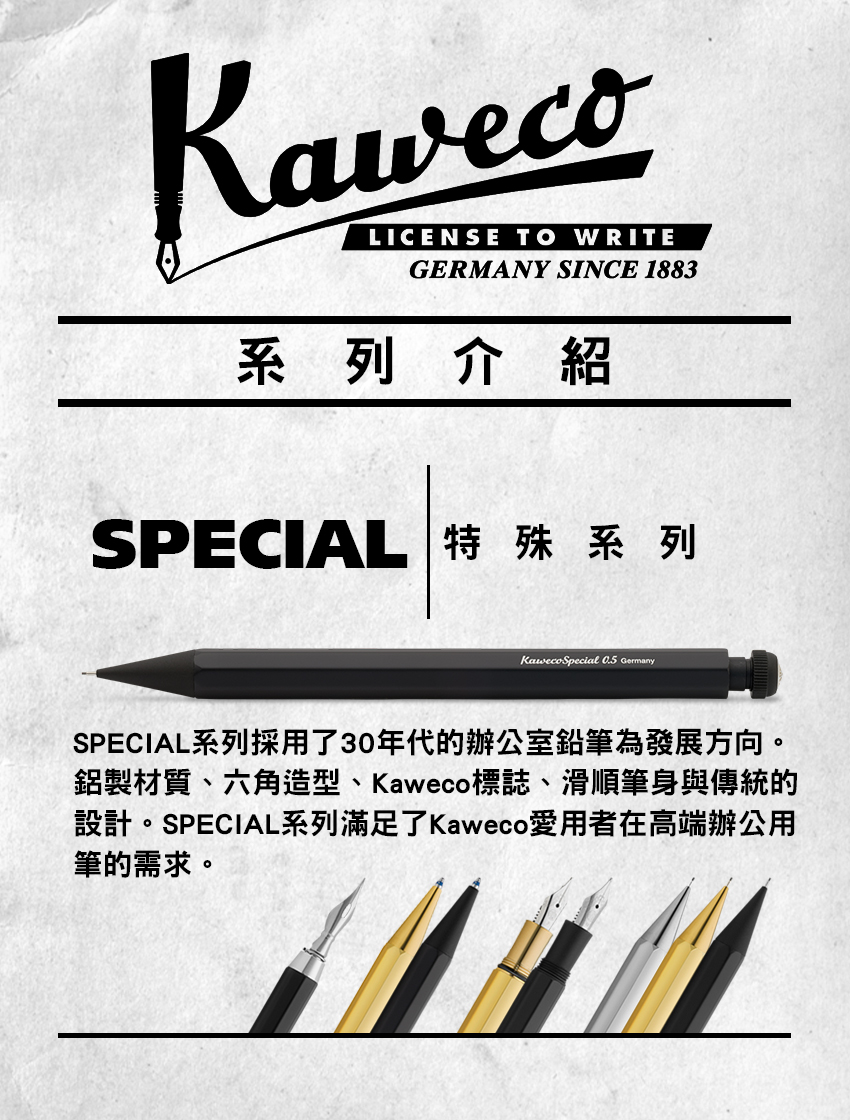 Kaweco
LICENSE TO WRITE
GERMANY SINCE 1883
系列介紹
SPECIAL
特殊系列
KawecoSpecial 0.5 Germany
SPECIAL系列採用了30年代的辦公室鉛筆為發展方向。
鋁製材質、六角造型、Kaweco標誌、滑順筆身與傳統的
設計。SPECIAL系列滿足了Kaweco愛用者在高端辦公用
筆的需求。